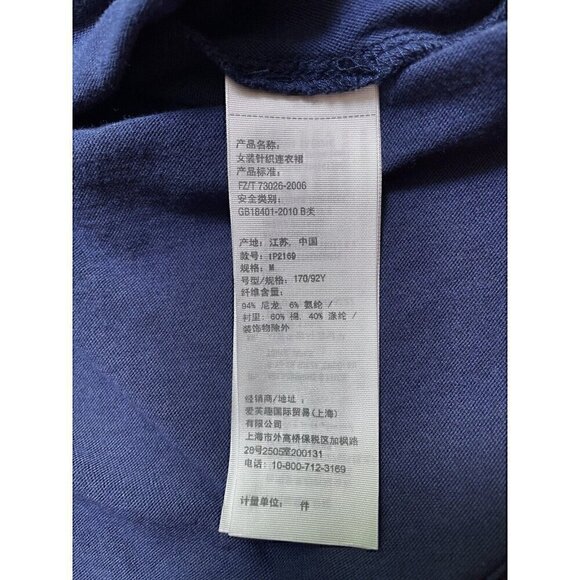 产品名称:
女装针织连衣裙
产品标准:
FZ/T 73026-2006
安全类别:
GB18401-2010 B类
产地: 江苏, 中国
款号: IP2169
规格: M
号型/规格: 170/92Y
纤维含量:
94% 尼龙, 6% 氨纶 /
衬里: 60% 棉, 40% 涤纶 /
装饰物除外
经销商/地址:
爱芙趣国际贸易(上海)
有限公司
上海市外高桥保税区加枫路
28号2505室200131
电话: 10-800-712-3169
计量单位: 件